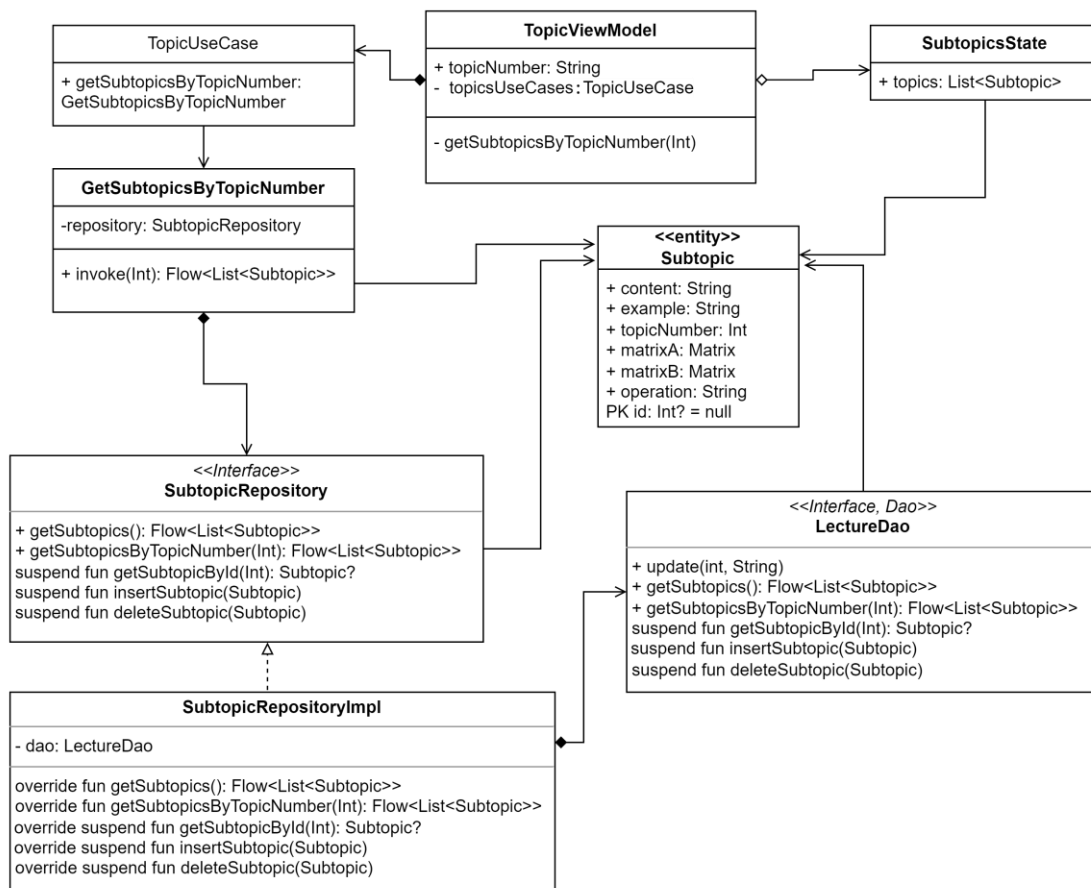 TopicUseCase
+ getSubtopicsByTopicNumber:
GetSubtopicsByTopicNumber
TopicViewModel
+ topicNumber: String
- topicsUseCases:TopicUseCase
- getSubtopicsByTopicNumber(Int)
SubtopicsState
+ topics: List<Subtopic>
GetSubtopicsByTopicNumber
-repository: SubtopicRepository
+ invoke(Int): Flow<List<Subtopic>>
<<entity>>
Subtopic
+ content: String
+ example: String
+ topicNumber: Int
+ matrixA: Matrix
+ matrixB: Matrix
+ operation: String
PK id: Int? = null
<<Interface>>
SubtopicRepository
+ getSubtopics(): Flow<List<Subtopic>>
+ getSubtopicsByTopicNumber(Int): Flow<List<Subtopic>>
suspend fun getSubtopicById(Int): Subtopic?
suspend fun insertSubtopic(Subtopic)
suspend fun deleteSubtopic(Subtopic)
<<Interface, Dao>>
LectureDao
+ update(int, String)
+ getSubtopics(): Flow<List<Subtopic>>
+ getSubtopicsByTopicNumber(Int): Flow<List<Subtopic>>
suspend fun getSubtopicById(Int): Subtopic?
suspend fun insertSubtopic(Subtopic)
suspend fun deleteSubtopic(Subtopic)
SubtopicRepositoryImpl
- dao: LectureDao
override fun getSubtopics(): Flow<List<Subtopic>>
override fun getSubtopicsByTopicNumber(Int): Flow<List<Subtopic>>
override suspend fun getSubtopicById(Int): Subtopic?
override suspend fun insertSubtopic(Subtopic)
override suspend fun deleteSubtopic(Subtopic)